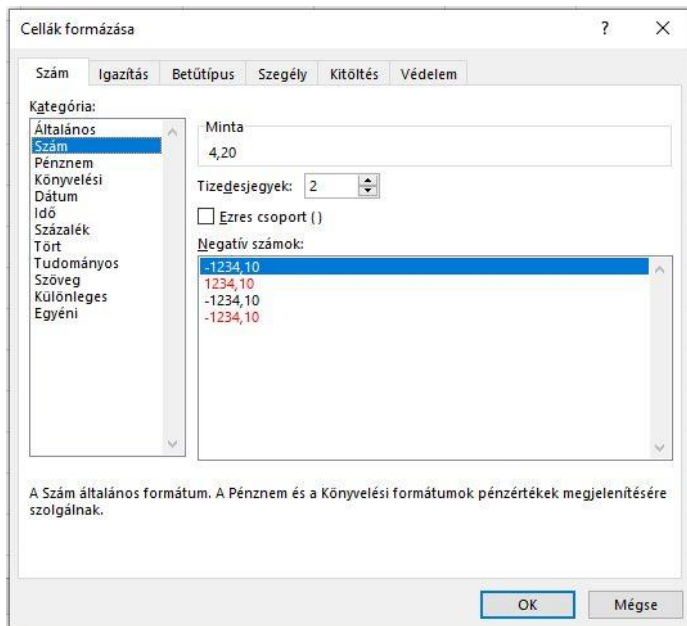 Cellák formázása
?
Szám
Igazítás
Betűtípus
Szegély
Kitöltés
Védelem
Kategória:
Általános
Szám
Pénznem
Könyvelési
Dátum
Idő
Százalék
Tört
Tudományos
Szöveg
Különleges
Egyéni
Minta
4,20
Tizedesjegyek: 2
Ezres csoport ( )
Negatív számok:
-1234,10
1234,10
-1234,10
-1234,10
A Szám általános formátum. A Pénznem és a Könyvelési formátumok pénzértékek megjelenítésére
szolgálnak.
OK
Mégse